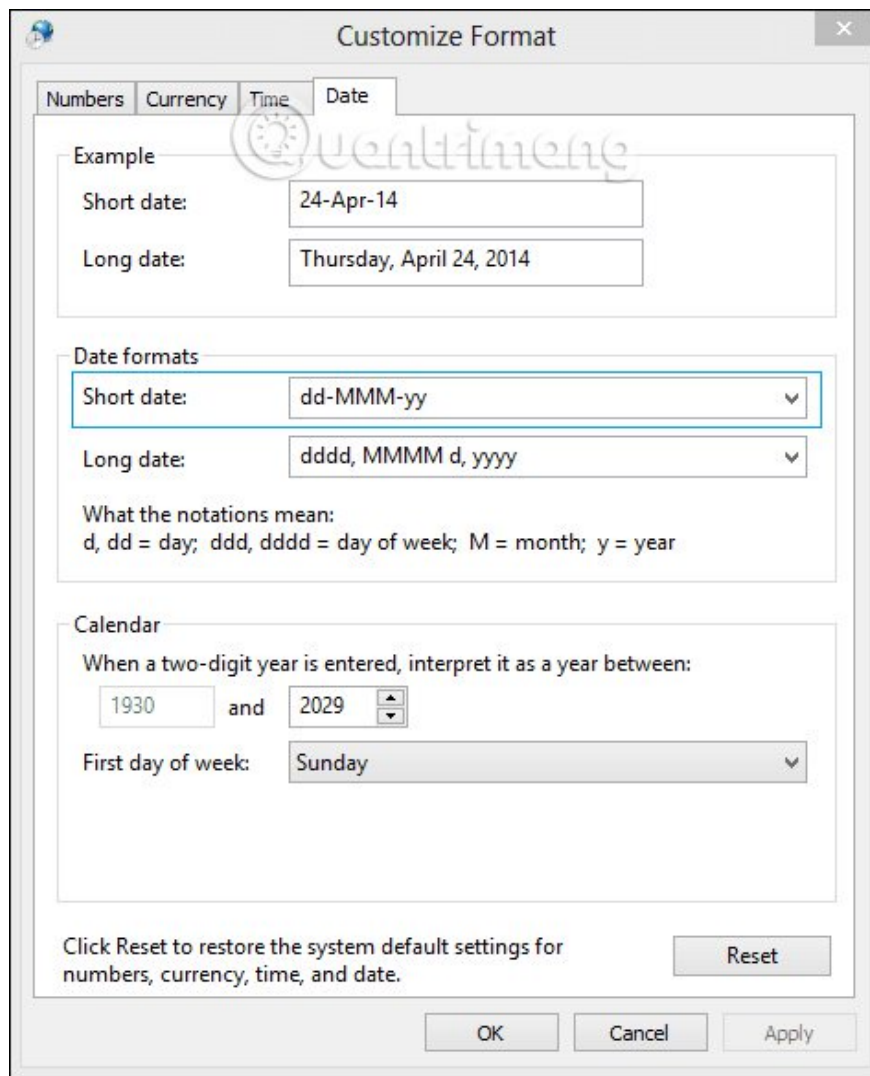 Customize Format
Numbers Currency Time Date
Quantrimang
Example
Short date: 24-Apr-14
Long date: Thursday, April 24, 2014
Date formats
Short date: dd-MMM-yy
Long date: dddd, MMMM d, yyyy
What the notations mean:
d, dd = day; ddd, dddd = day of week; M = month; y = year
Calendar
When a two-digit year is entered, interpret it as a year between:
1930 and 2029
First day of week: Sunday
Click Reset to restore the system default settings for
numbers, currency, time, and date.
Reset
OK Cancel Apply